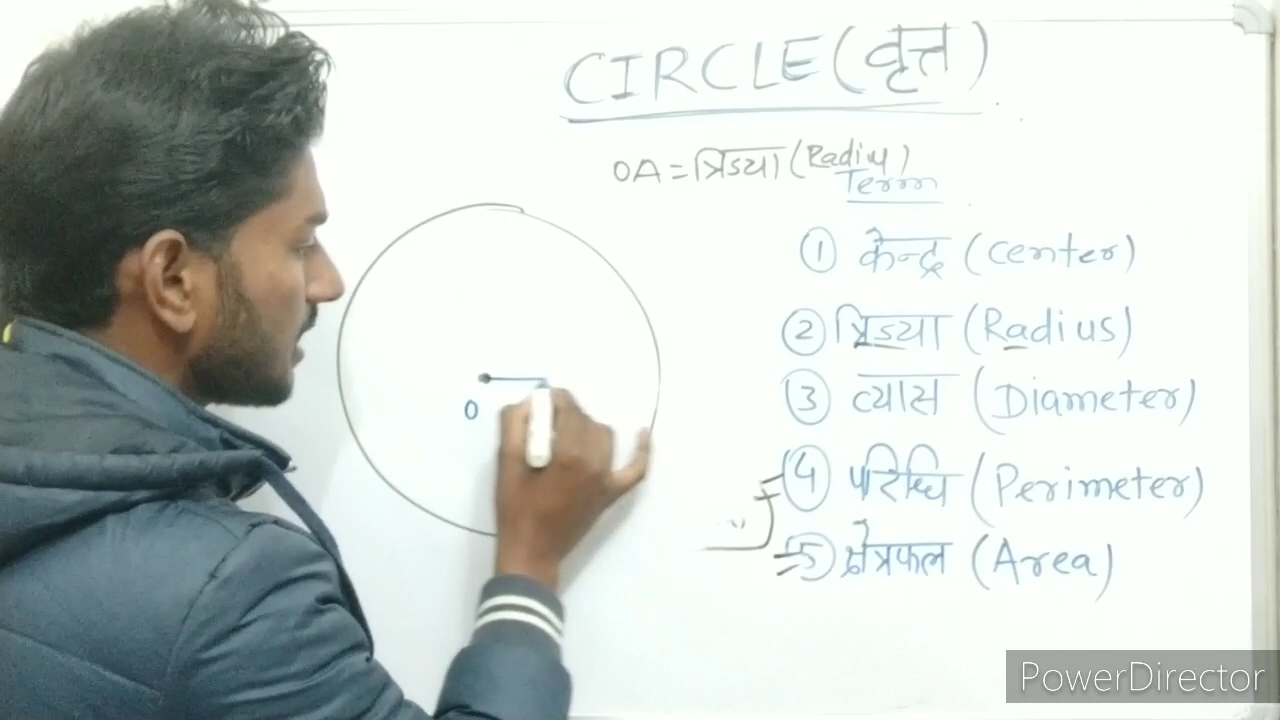 CIRCLE (वृत्त)
OA = त्रिज्या (Radius)
Term
① केन्द्र (center)
② त्रिज्या (Radius)
③ व्यास (Diameter)
④ परिधि (Perimeter)
⑤ क्षेत्रफल (Area)
O
PowerDirector